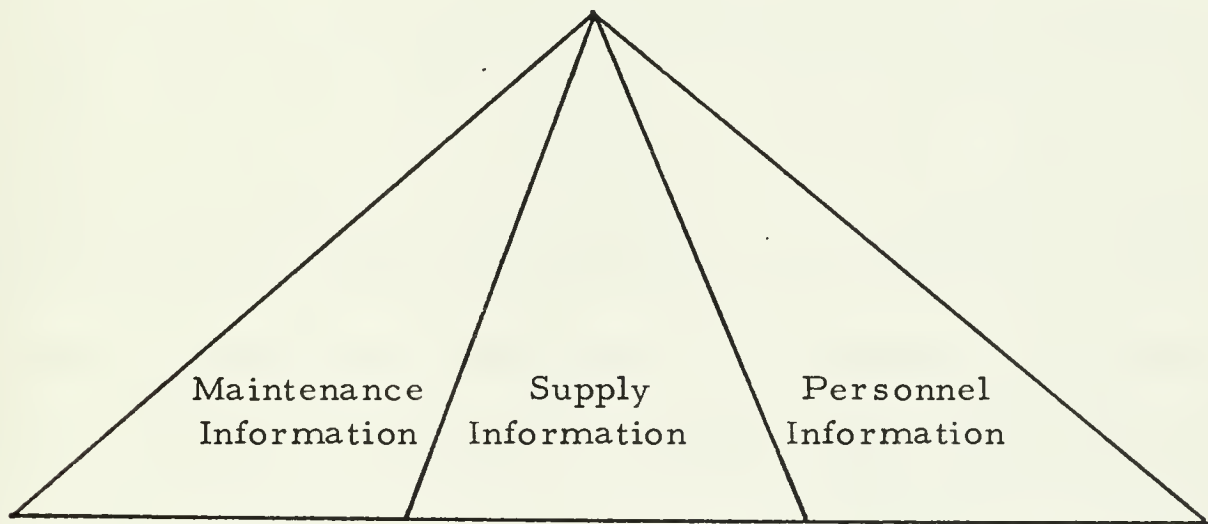 Maintenance
Information
Supply
Information
Personnel
Information